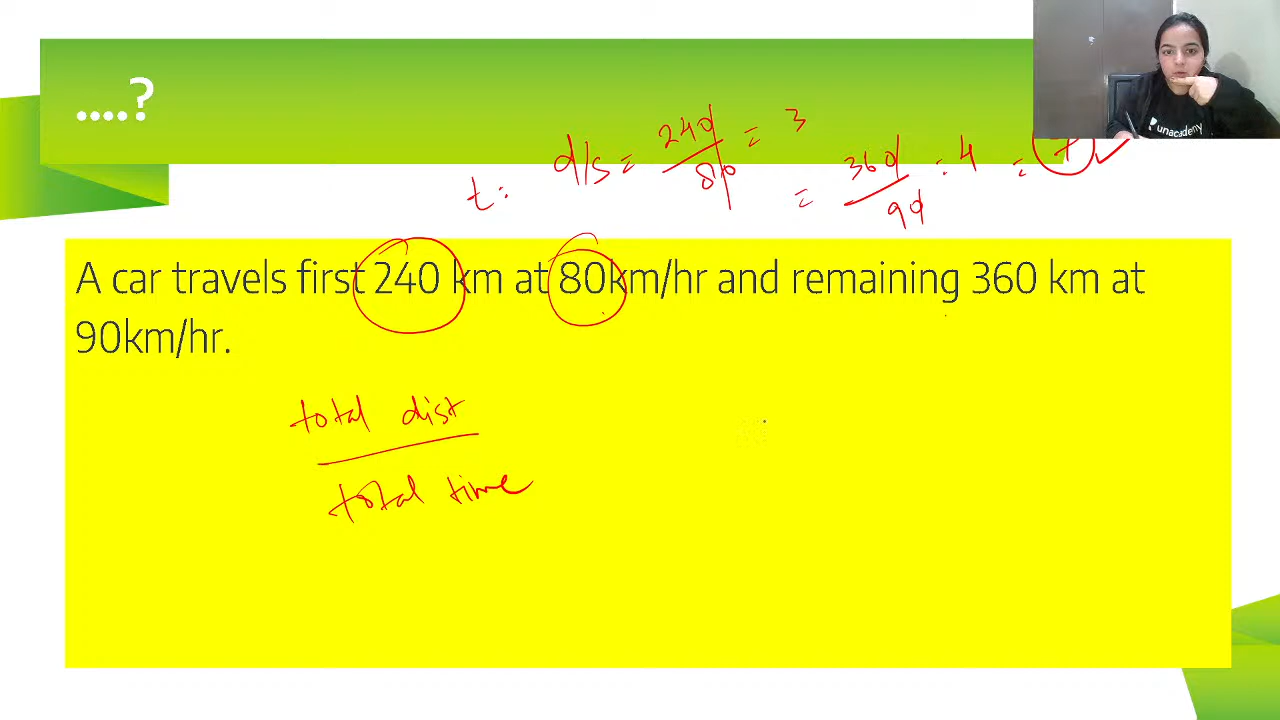 ....?
unacademy
t: d/s = 240/80 = 3
= 360/90 : 4 = 7
A car travels first 240 km at 80km/hr and remaining 360 km at
90km/hr.
total dist
total time